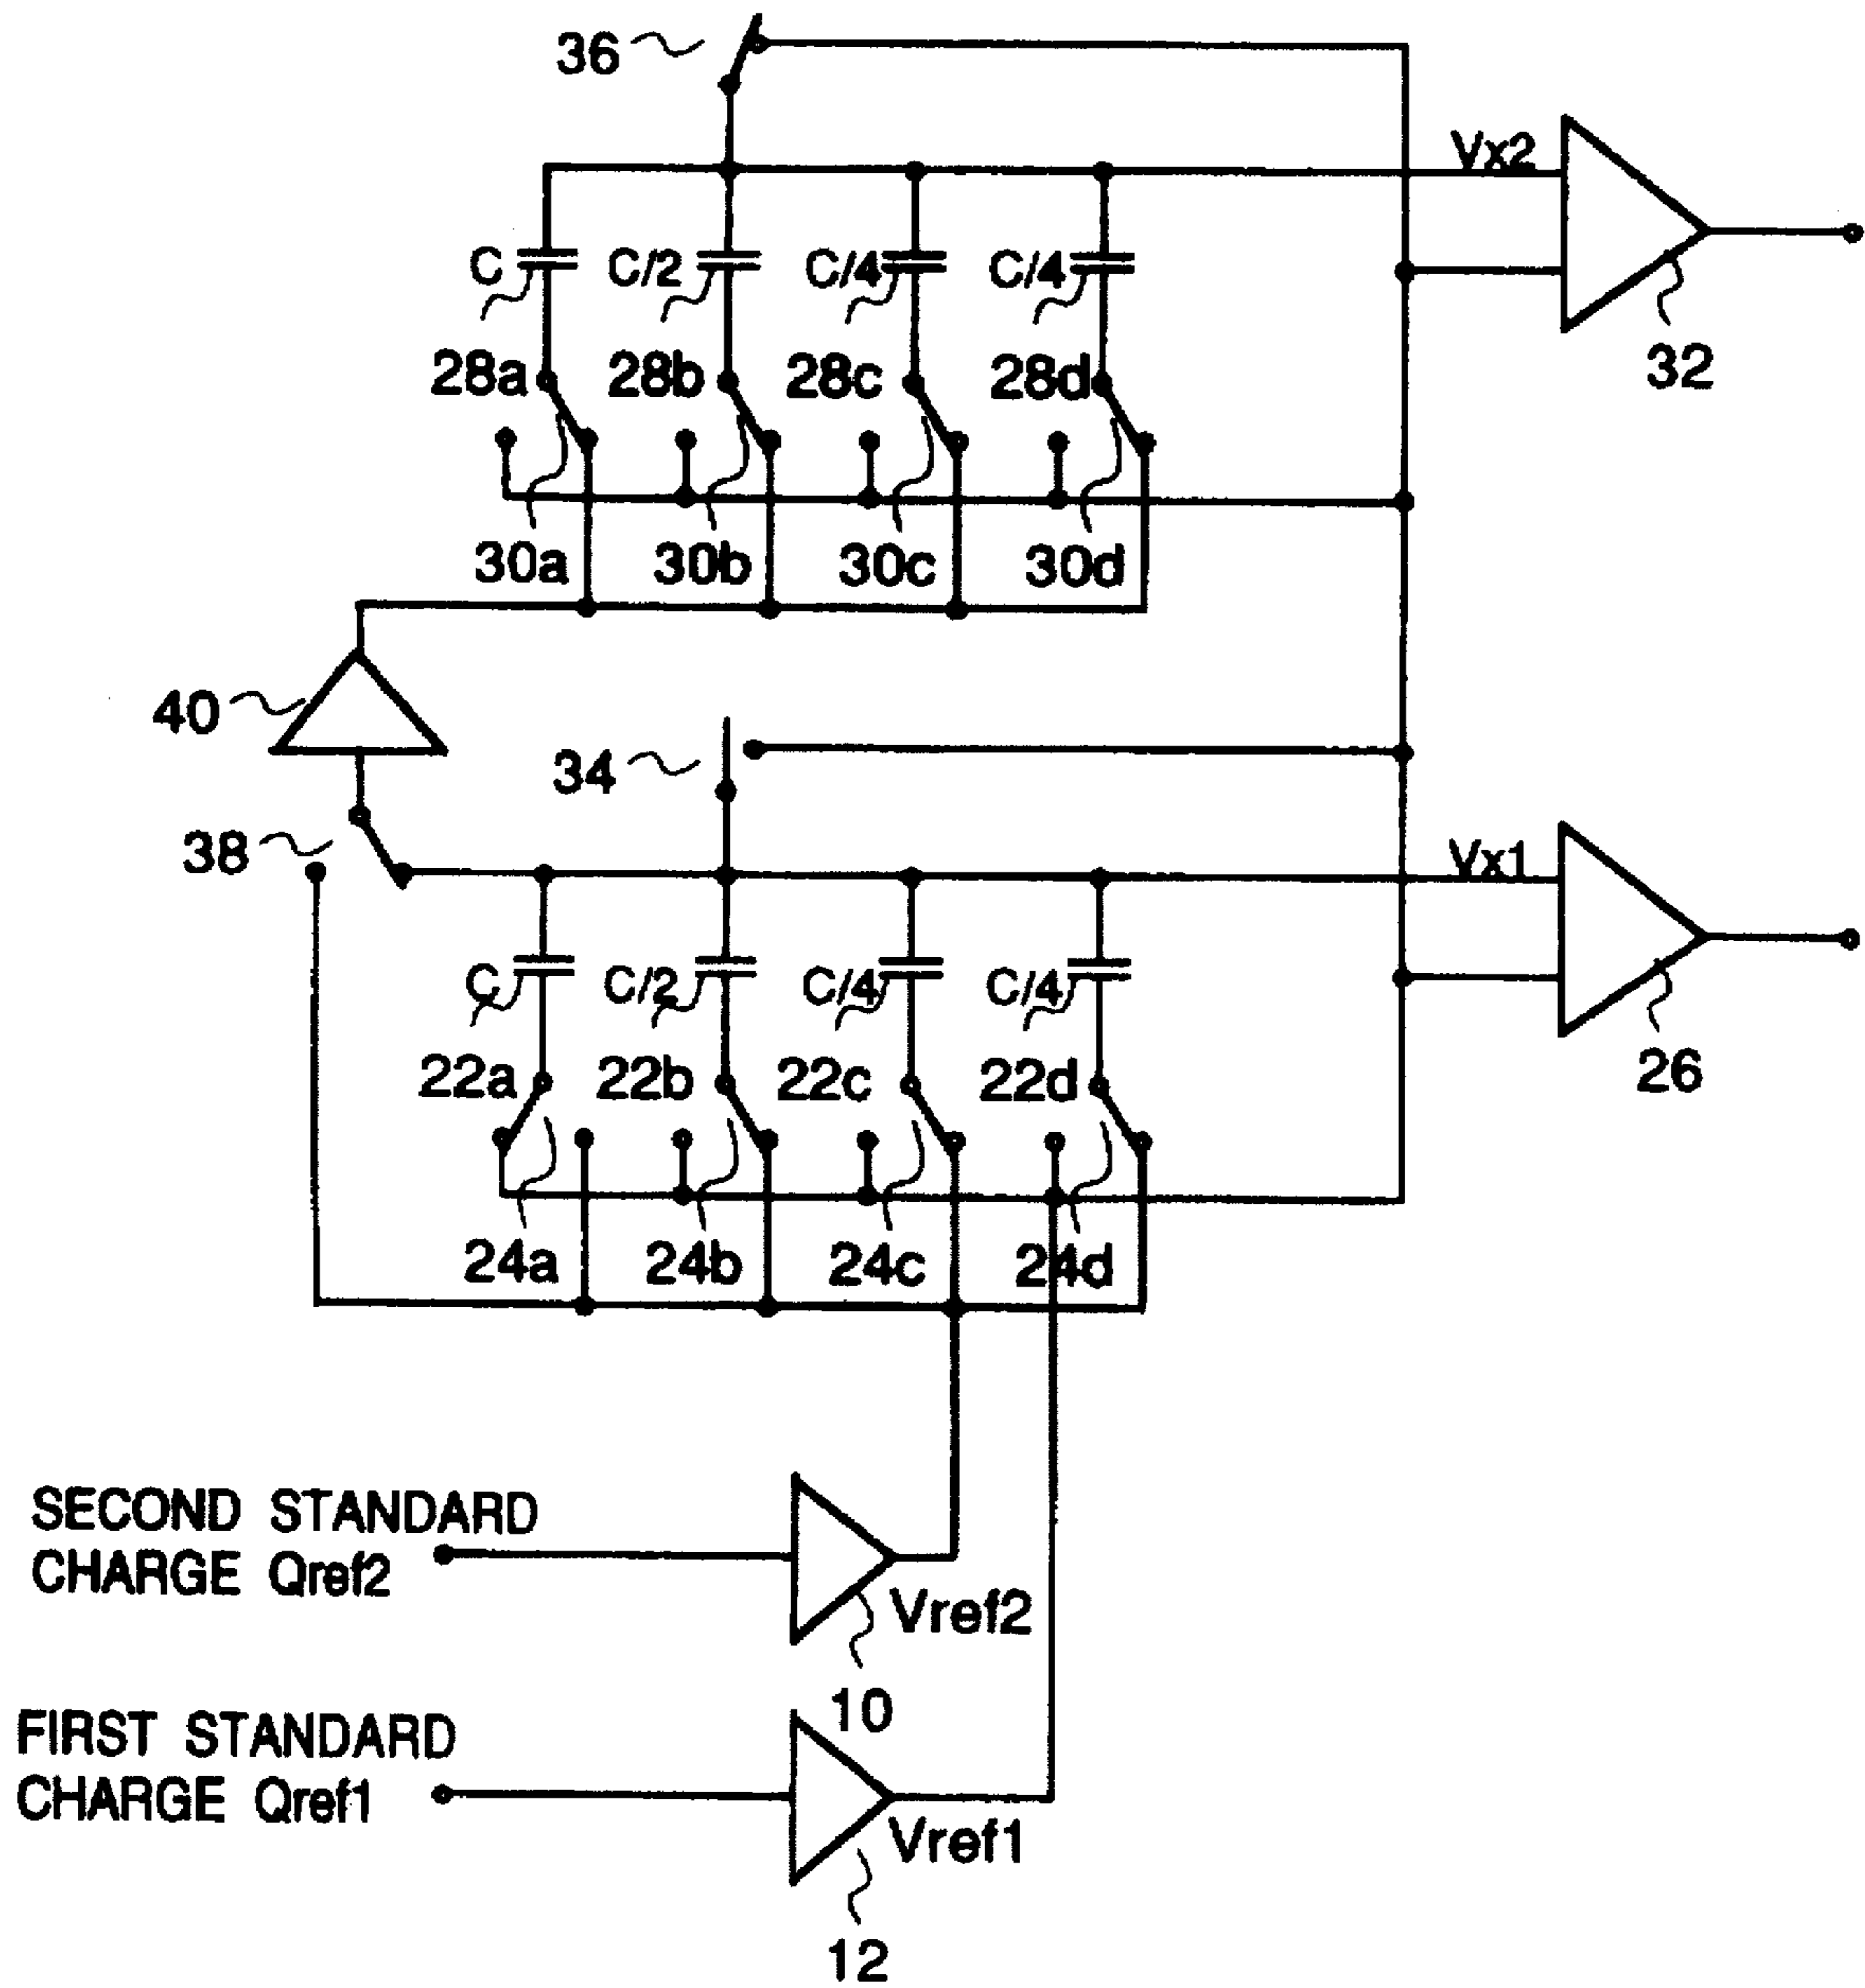 36
Vx2
C C/2 C/4 C/4
28a 28b 28c 28d
32
30a 30b 30c 30d
40
34
38
Vx1
C C/2 C/4 C/4
22a 22b 22c 22d
26
24a 24b 24c 24d
SECOND STANDARD
CHARGE Qref2
Vref2
10
FIRST STANDARD
CHARGE Qref1
Vref1
12